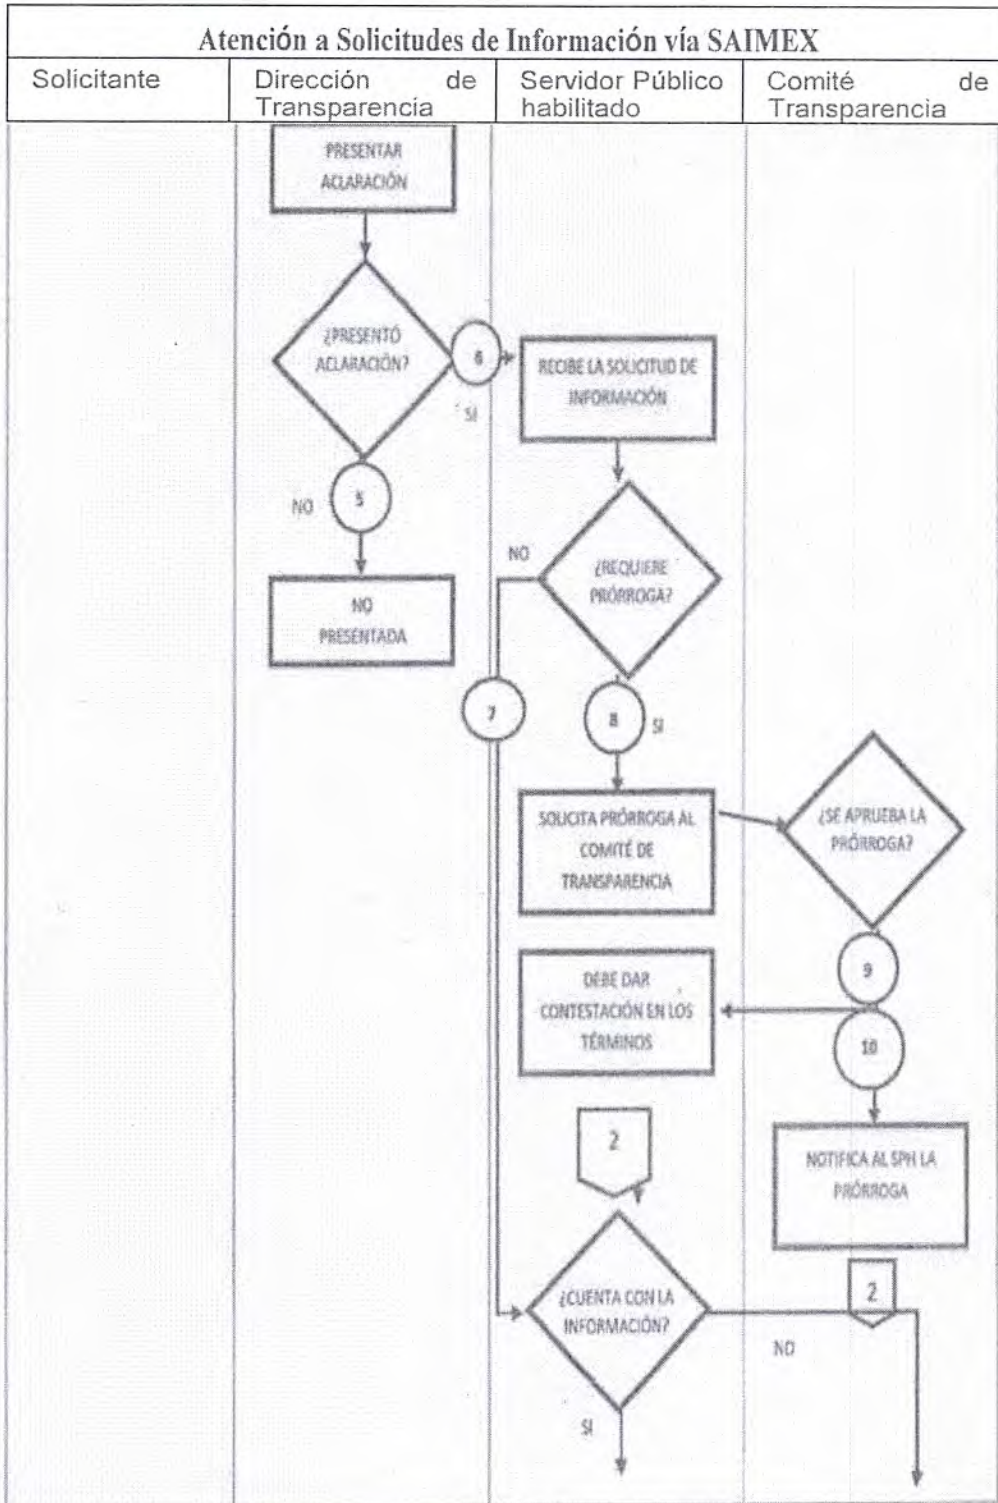 Atención a Solicitudes de Información vía SAIMEX
Solicitante
Dirección de
Transparencia
Servidor Público
habilitado
Comité de
Transparencia
PRESENTAR
ACLARACIÓN
¿PRESENTÓ
ACLARACIÓN?
6
SI
RECIBE LA SOLICITUD DE
INFORMACIÓN
NO
5
NO
PRESENTADA
NO
¿REQUIERE
PRÓRROGA?
7
8
SI
SOLICITA PRÓRROGA AL
COMITÉ DE
TRANSPARENCIA
¿SE APRUEBA LA
PRÓRROGA?
9
DEBE DAR
CONTESTACIÓN EN LOS
TÉRMINOS
10
2
NOTIFICA AL SPH LA
PRÓRROGA
2
¿CUENTA CON LA
INFORMACIÓN?
NO
SI